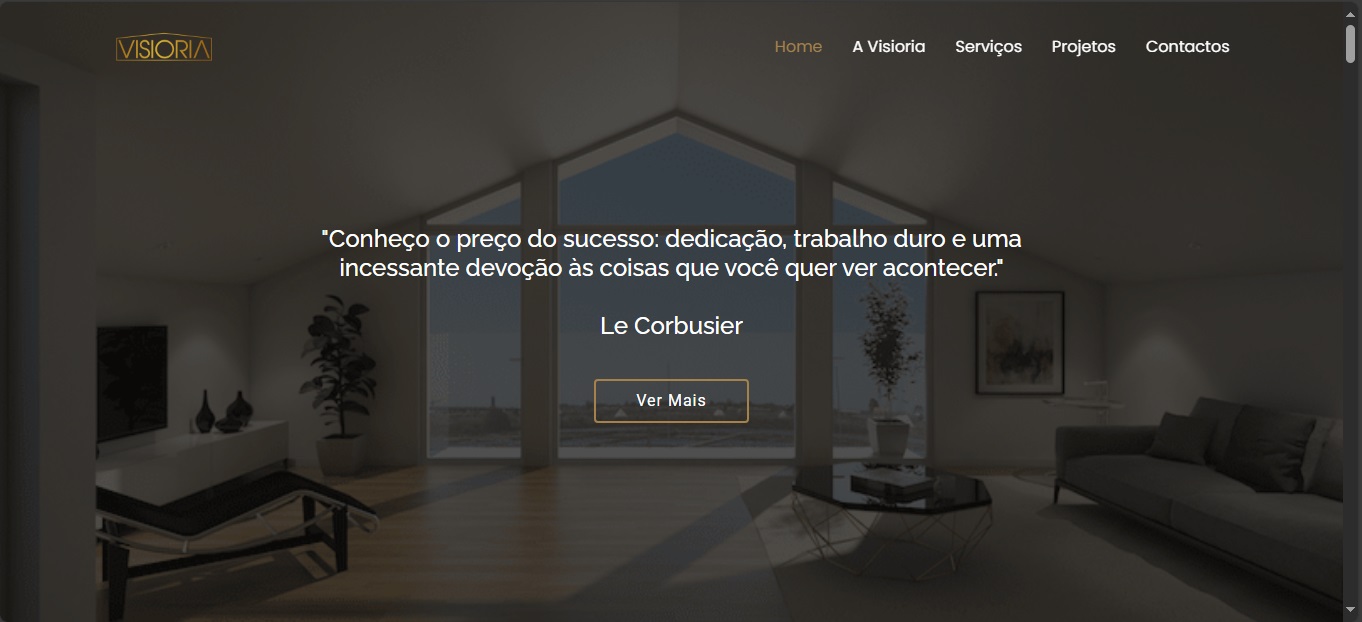 VISIORIA
Home
A Visioria
Serviços
Projetos
Contactos
"Conheço o preço do sucesso: dedicação, trabalho duro e uma
incessante devoção às coisas que você quer ver acontecer."
Le Corbusier
Ver Mais